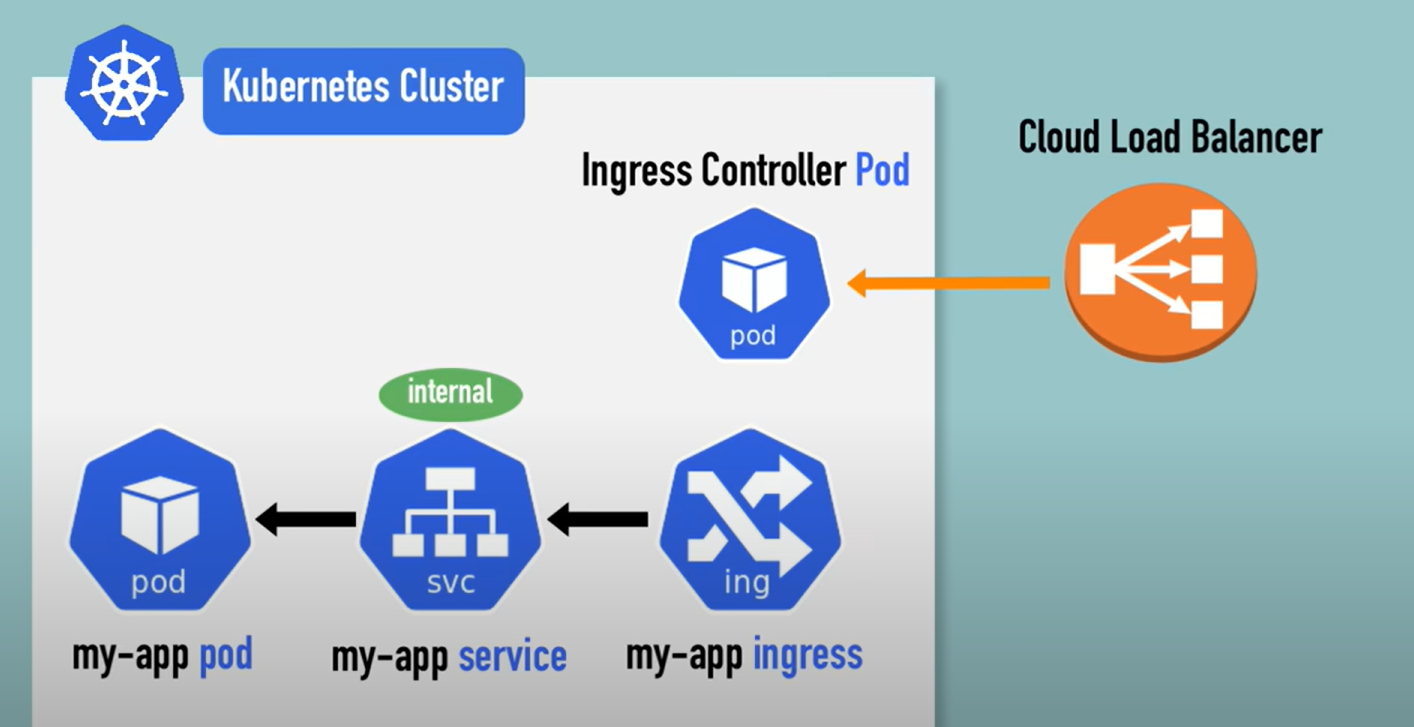 Kubernetes Cluster
Cloud Load Balancer
Ingress Controller Pod
pod
internal
pod
svc
ing
my-app pod
my-app service
my-app ingress